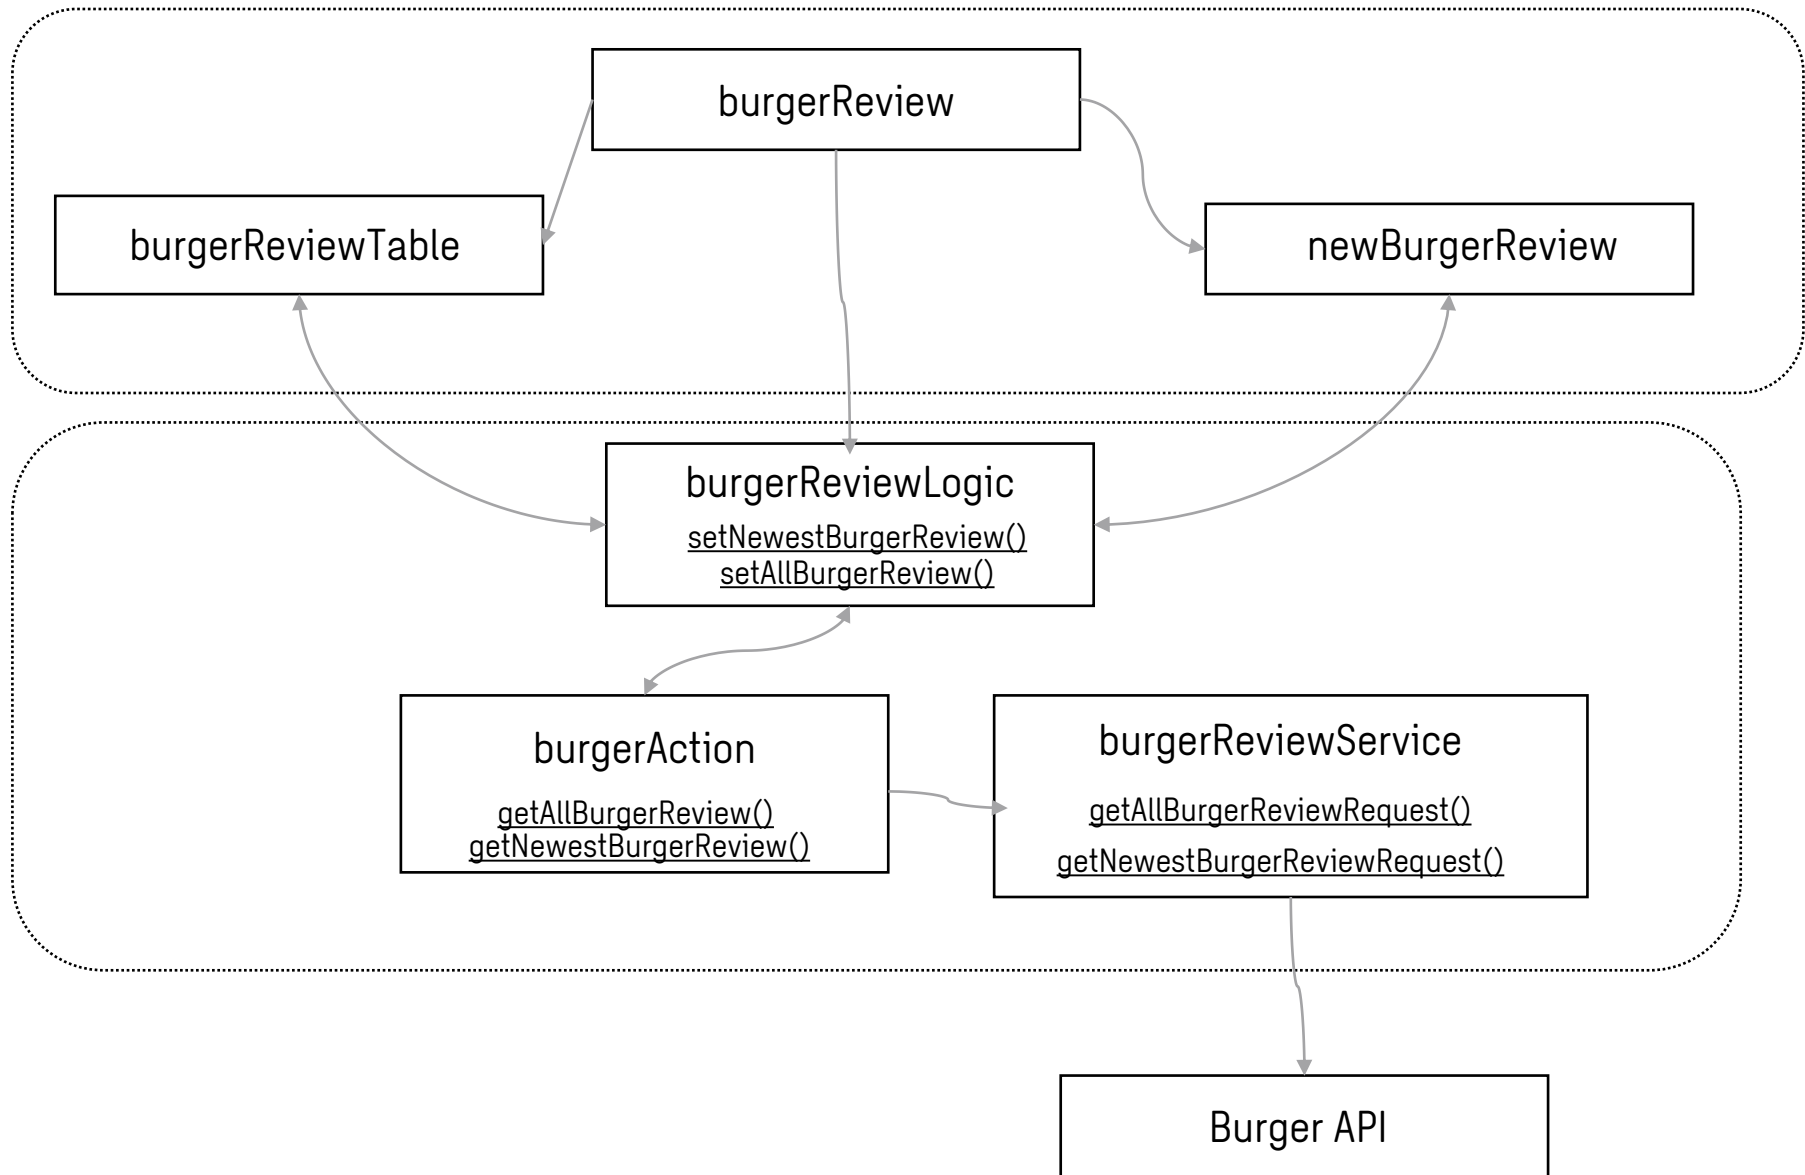 burgerReview
burgerReviewTable
newBurgerReview
burgerReviewLogic
setNewestBurgerReview()
setAllBurgerReview()
burgerAction
getAllBurgerReview()
getNewestBurgerReview()
burgerReviewService
getAllBurgerReviewRequest()
getNewestBurgerReviewRequest()
Burger API